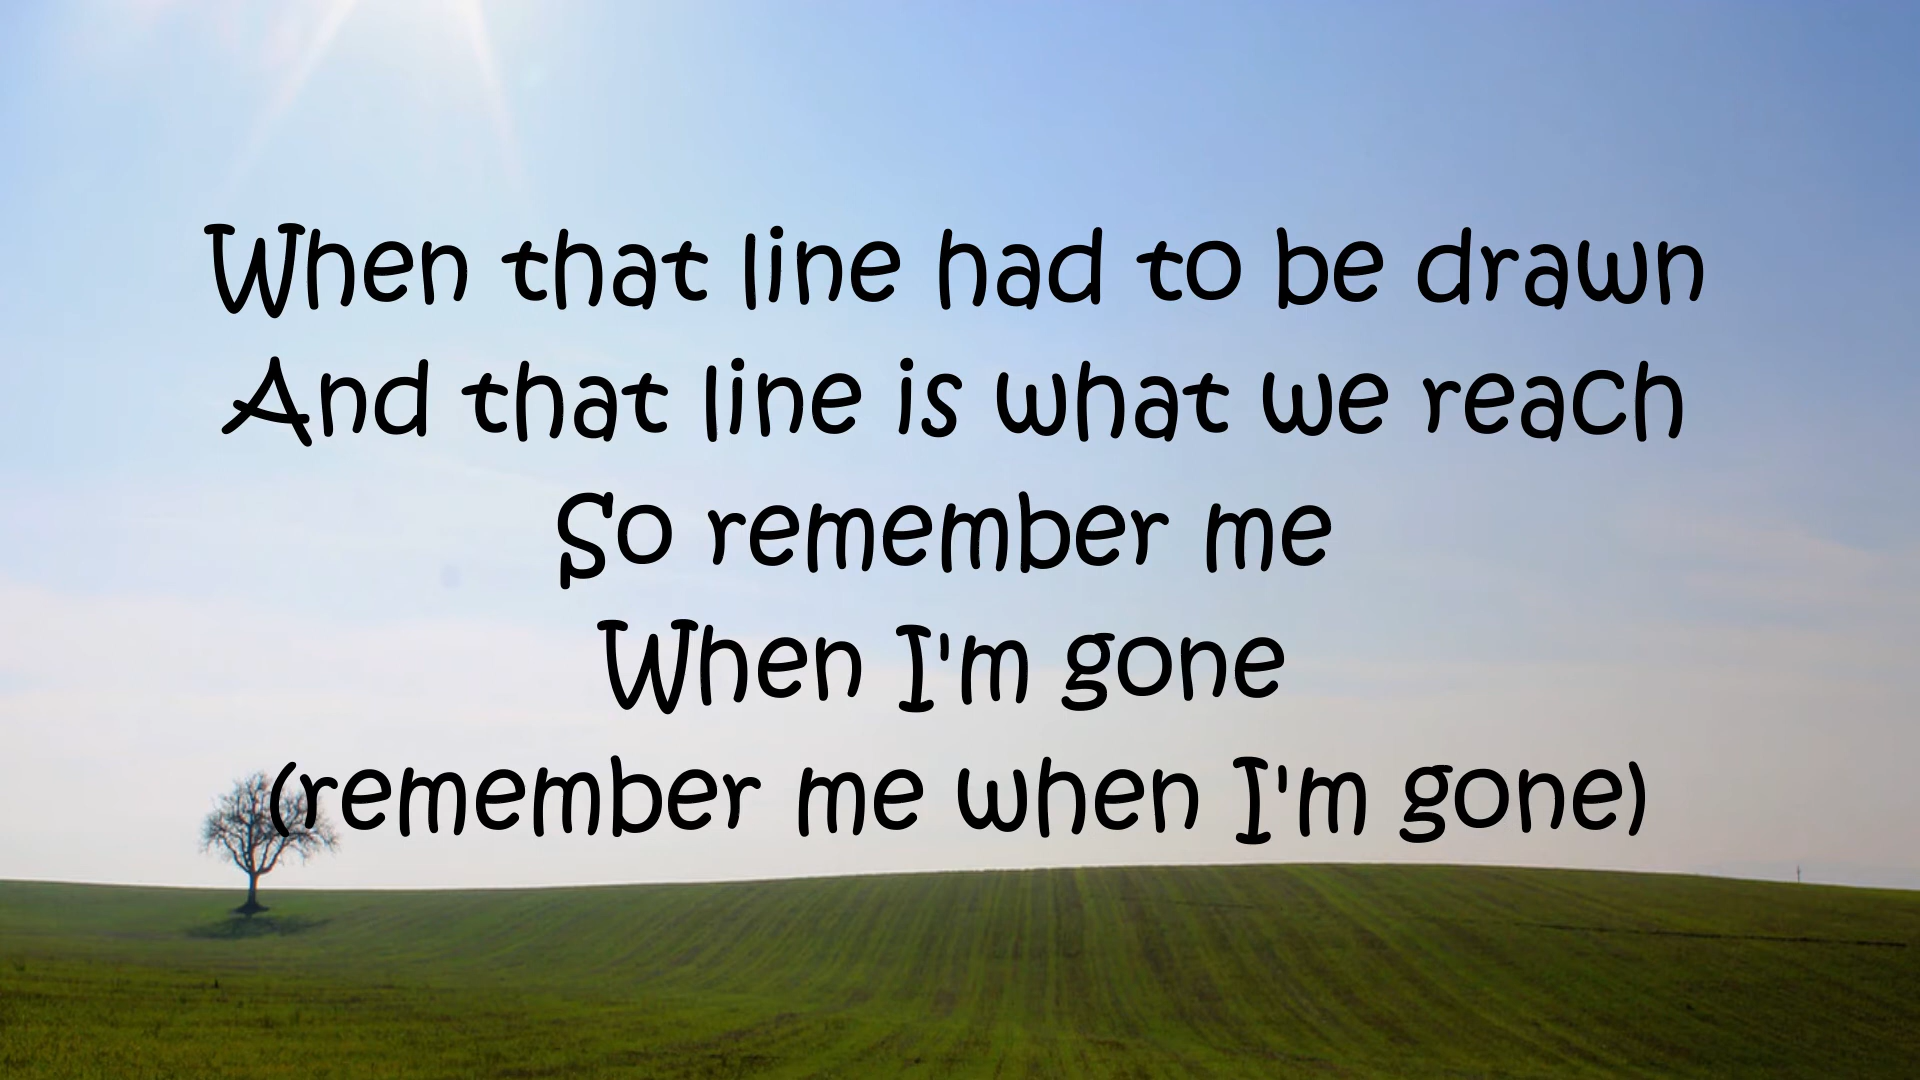 When that line had to be drawn
And that line is what we reach
So remember me
When I'm gone
(remember me when I'm gone)